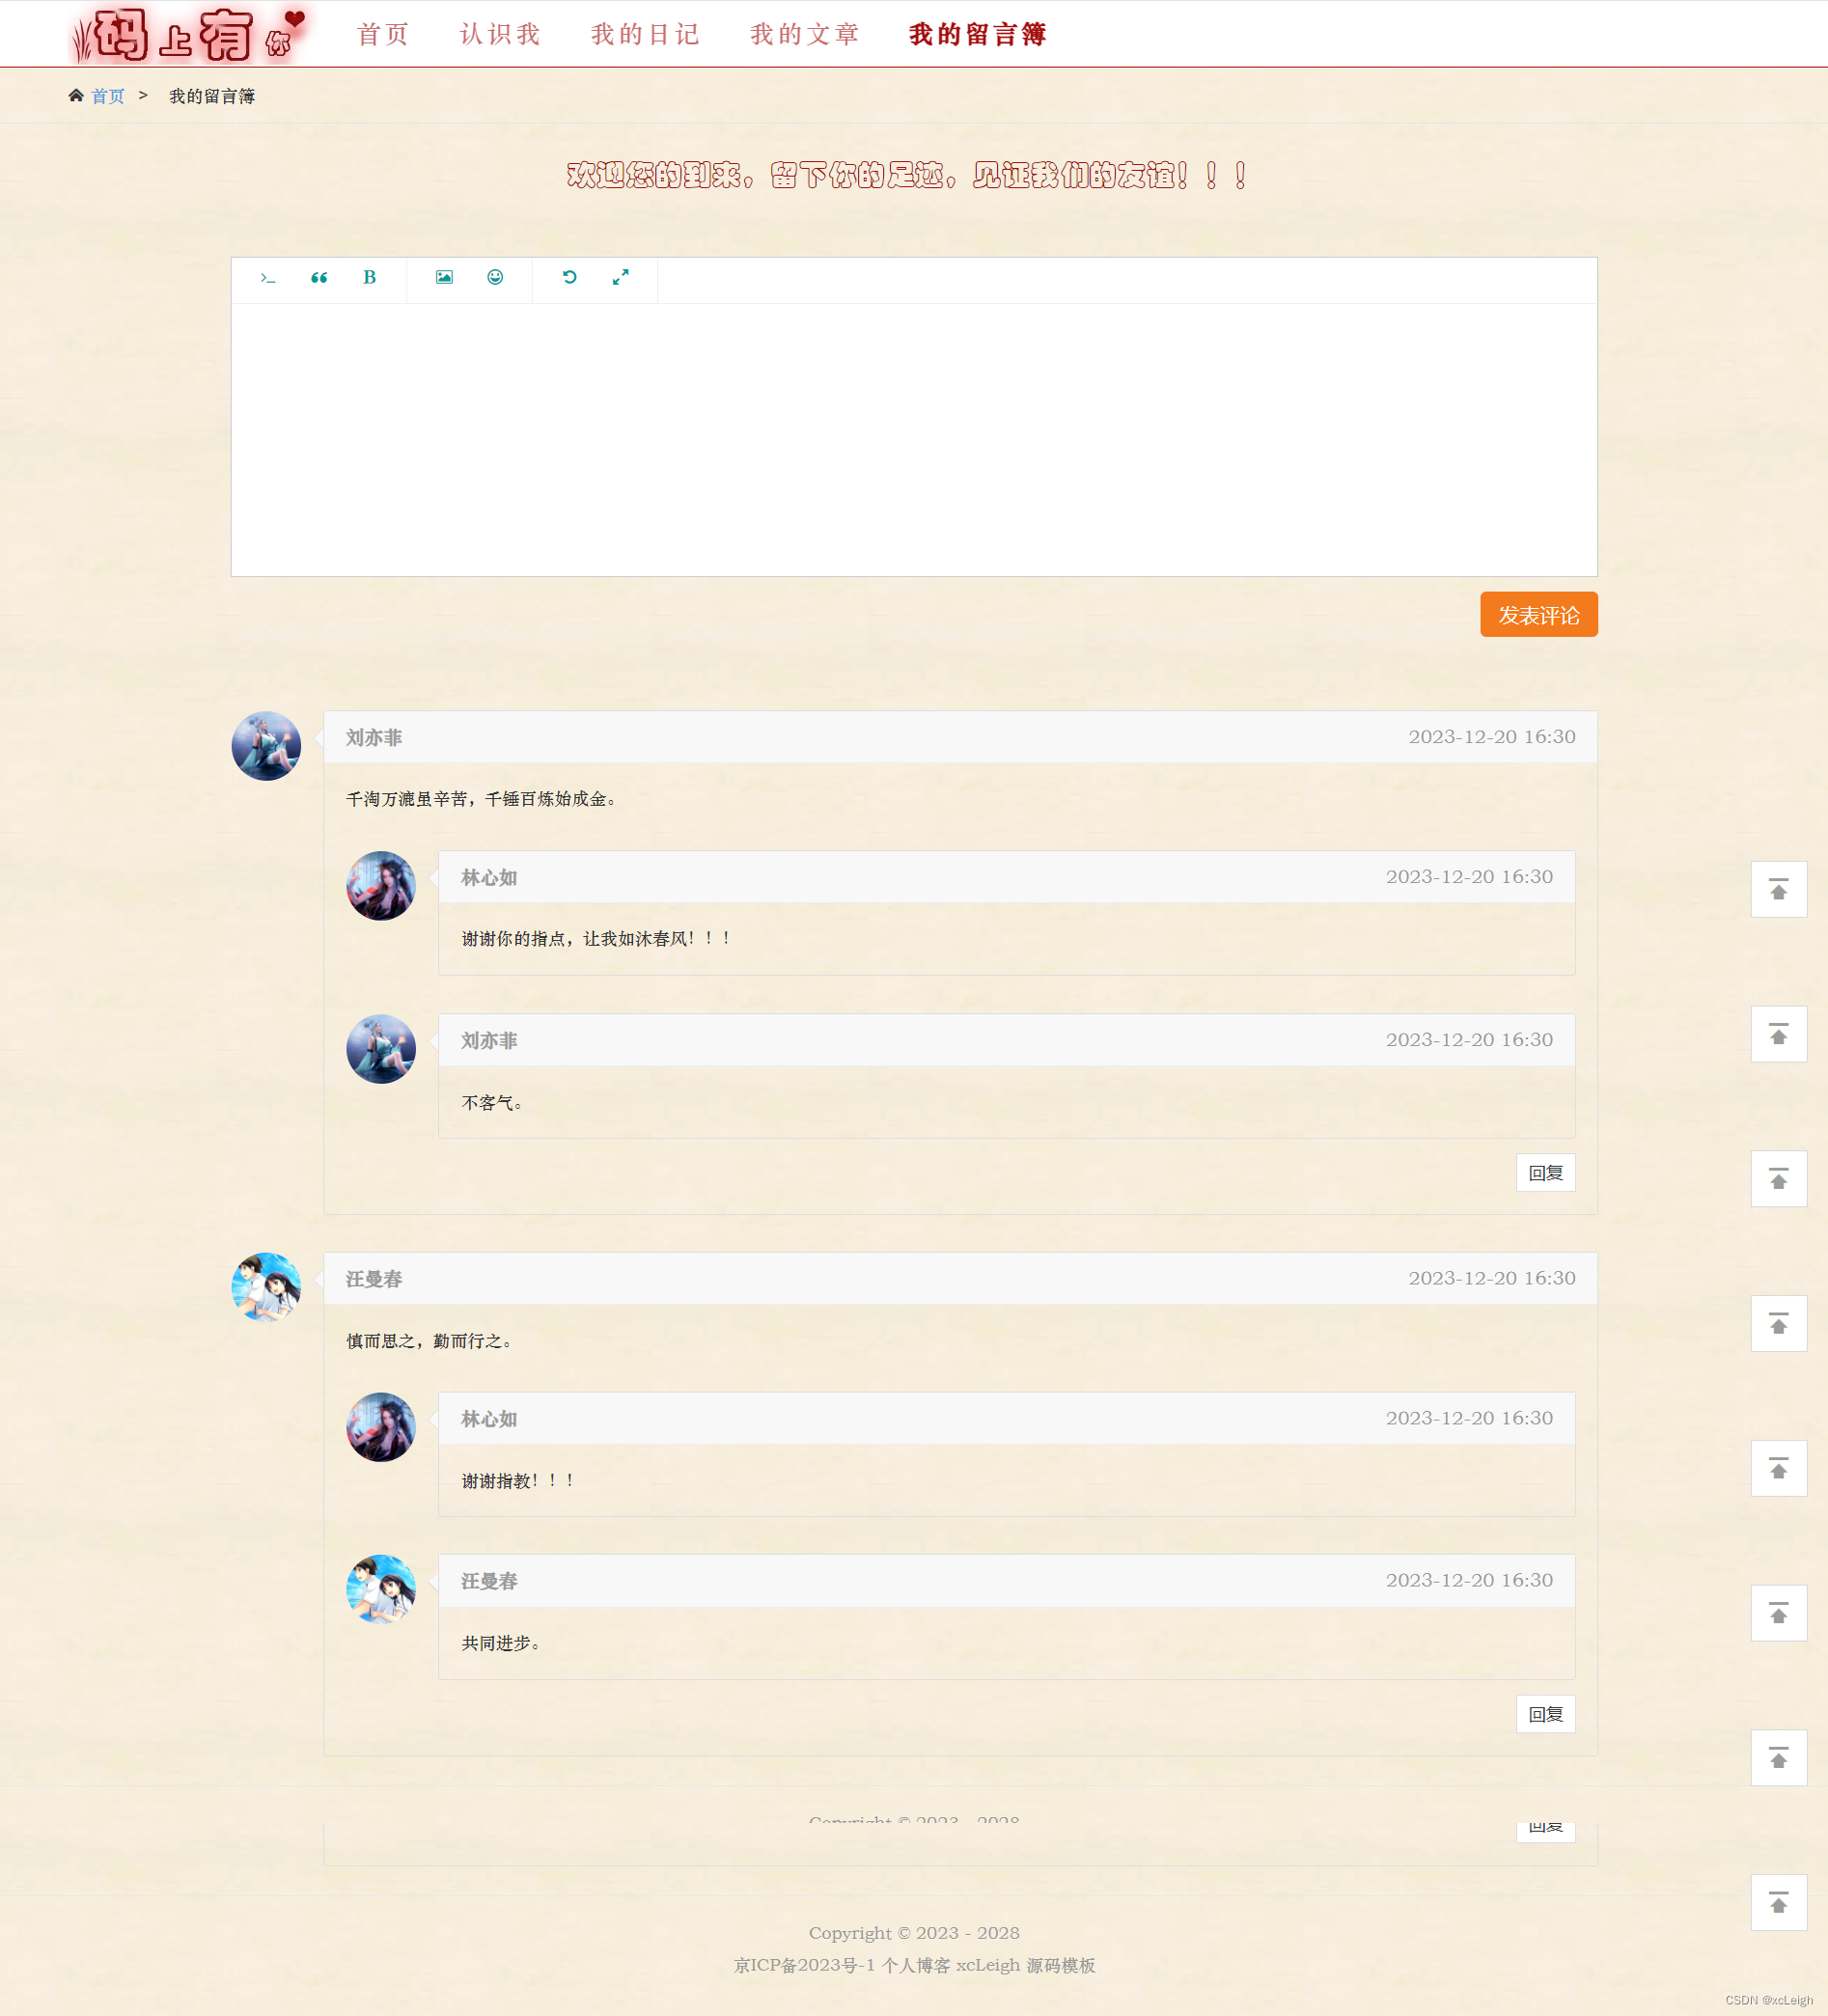 码上有你
首页 认识我 我的日记 我的文章 我的留言簿
首页 > 我的留言簿
欢迎您的到来，留下你的足迹，见证我们的友谊！！！
B
发表评论
刘亦菲 2023-12-20 16:30
千淘万漉虽辛苦，千锤百炼始成金。
林心如 2023-12-20 16:30
谢谢你的指点，让我如沐春风！！！
刘亦菲 2023-12-20 16:30
不客气。
回复
汪曼春 2023-12-20 16:30
慎而思之，勤而行之。
林心如 2023-12-20 16:30
谢谢指教！！！
汪曼春 2023-12-20 16:30
共同进步。
回复
Copyright © 2023 - 2028
回复
Copyright © 2023 - 2028
京ICP备2023号-1 个人博客 xcLeigh 源码模板
CSDN @xcLeigh